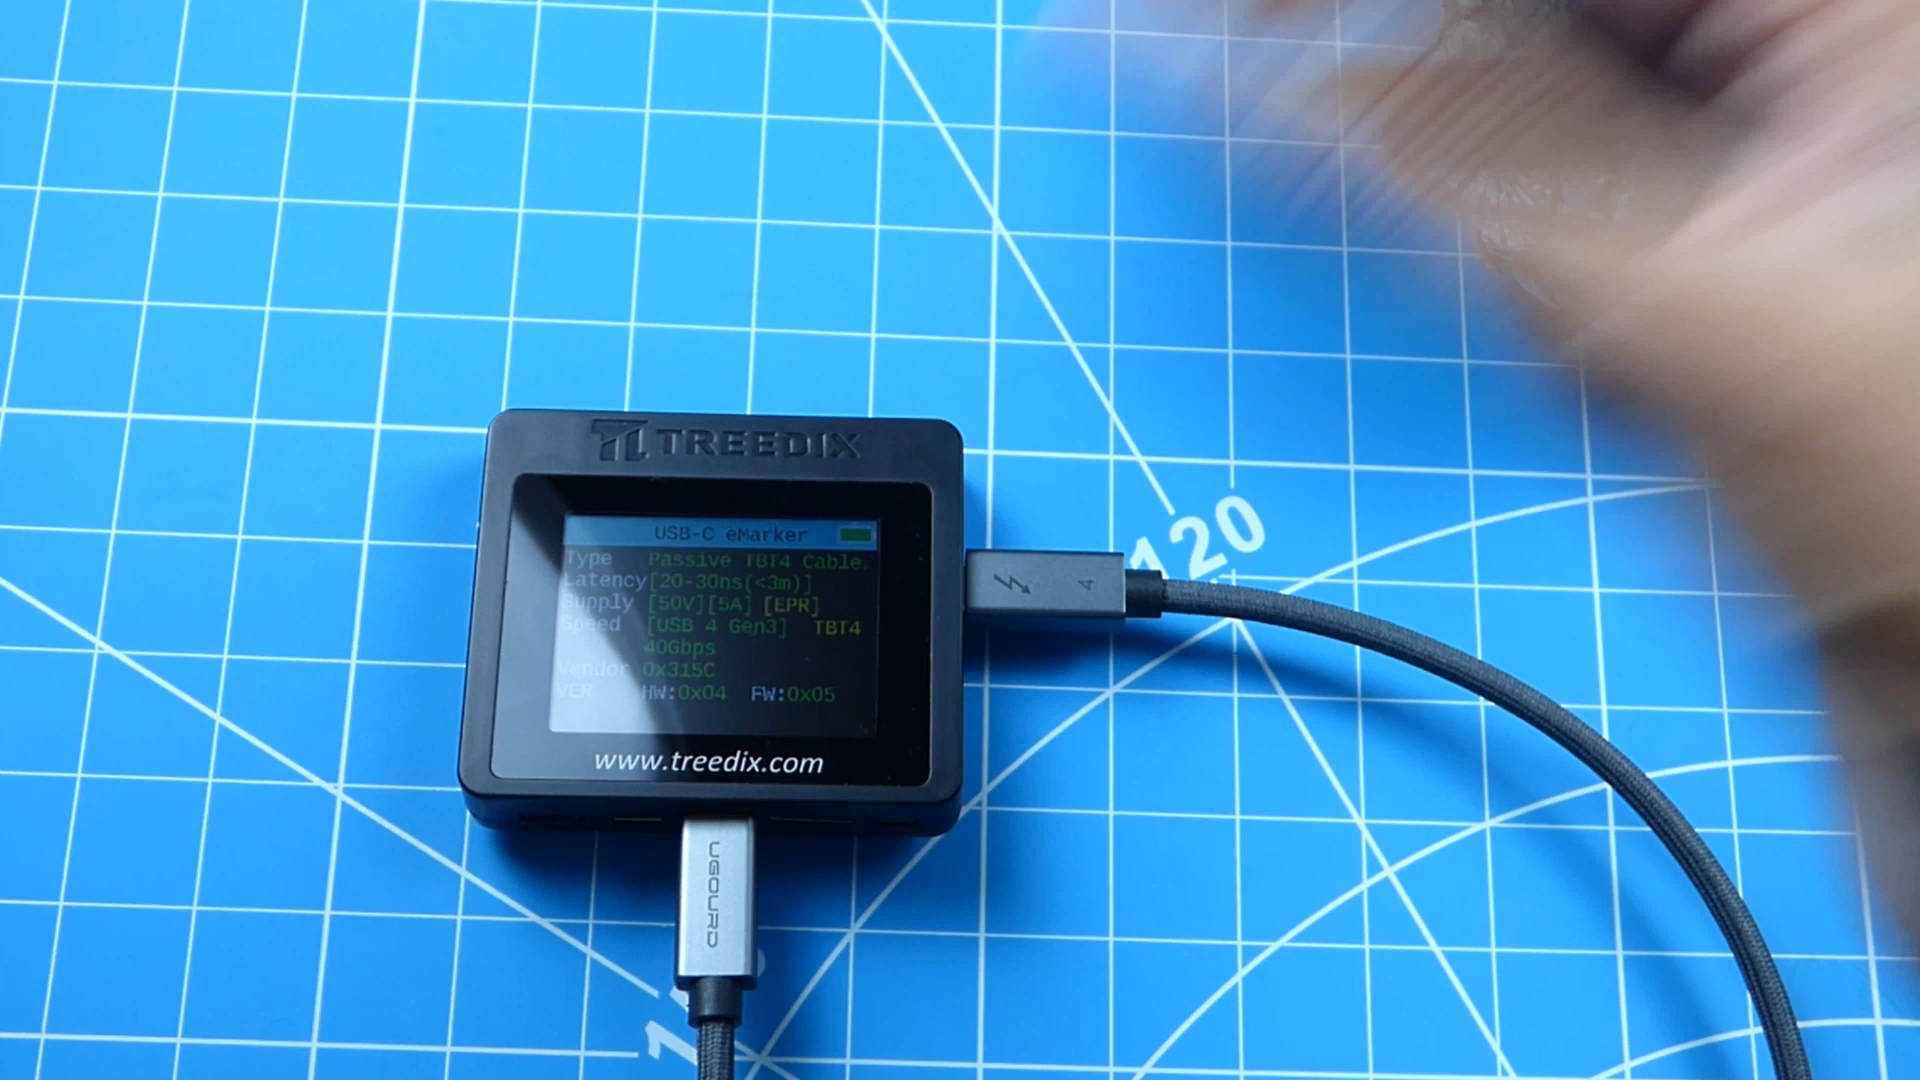 TREEDIX
USB-C eMarker
Type Passive TBT4 Cable.
Latency[20-30ns(<3m)]
Supply [50V][5A] [EPR]
Speed [USB 4 Gen3] TBT4
40Gbps
Vendor 0x315C
VER HW:0x04 FW:0x05
www.treedix.com
120
4
UGOURD